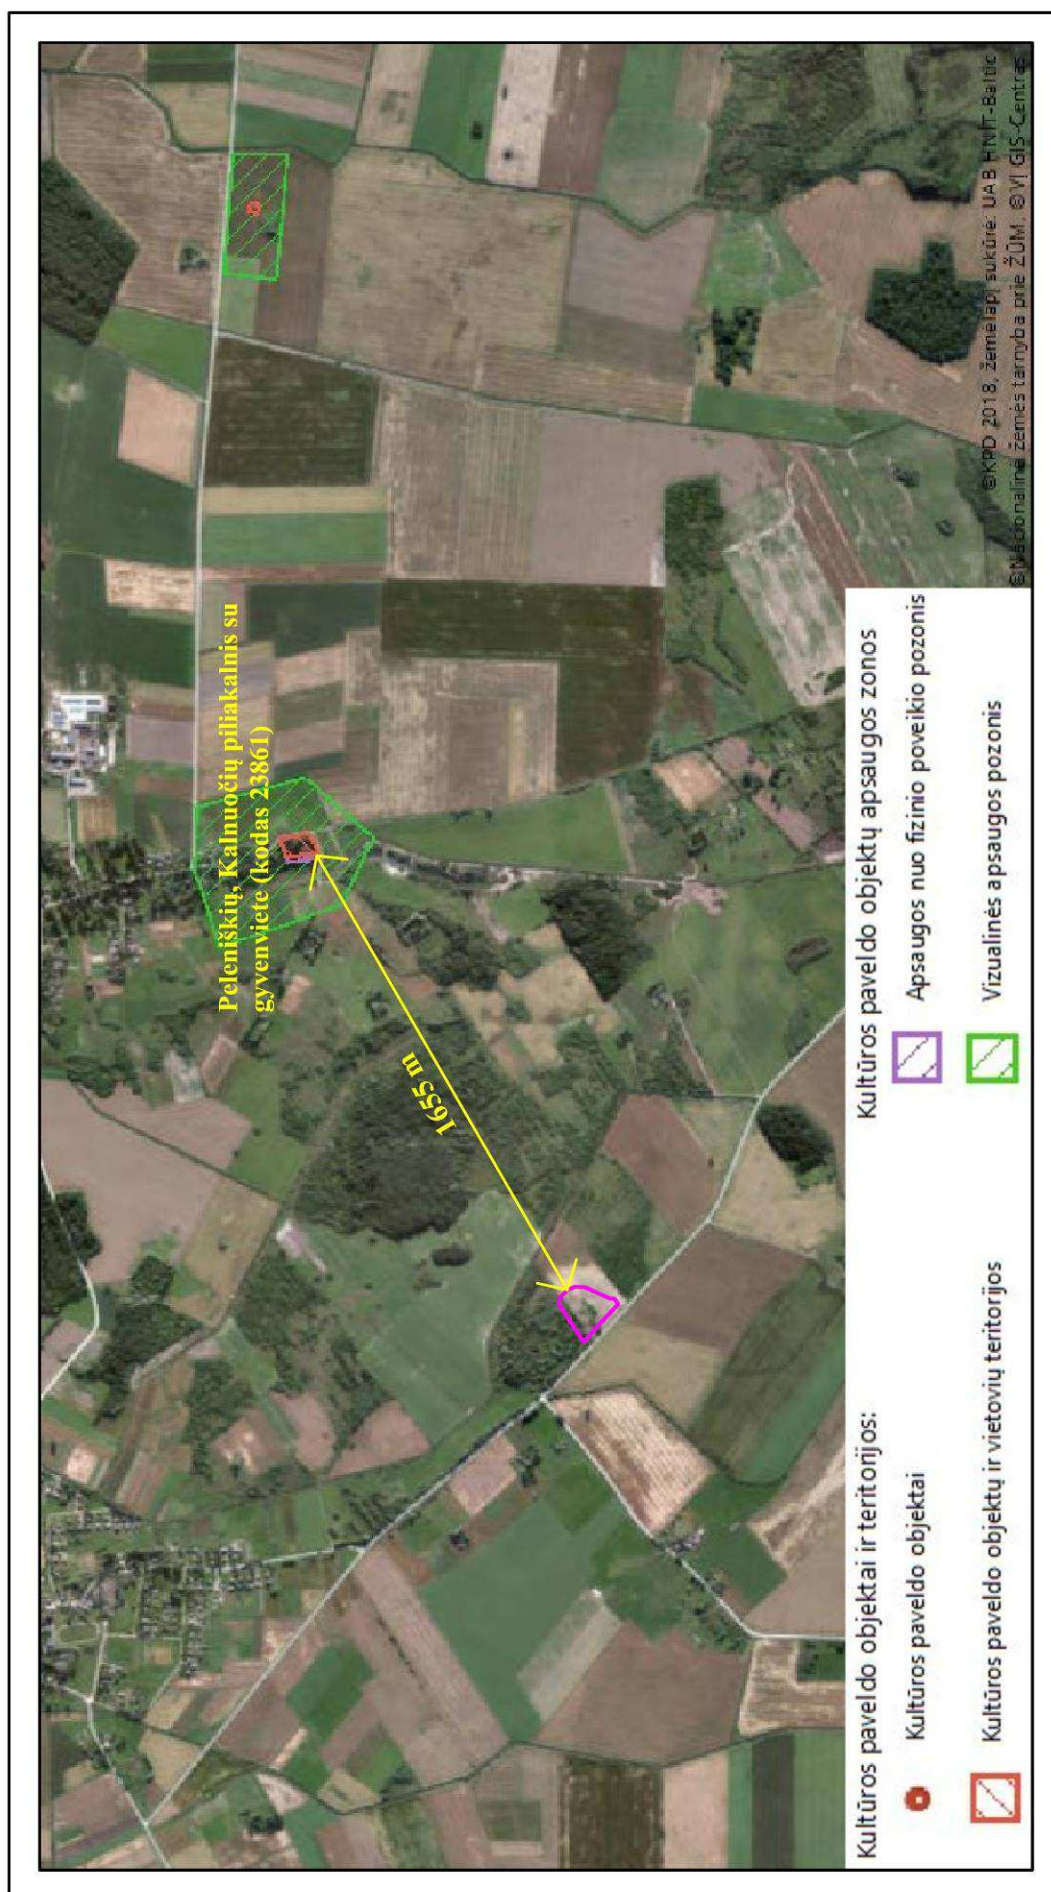 Peleniškių, Kalnuočių piliakalnis su
gyvenviete (kodas 23861)
1655 m
©KPD 2018, žemėlapį sukūrė: UAB HNIT-Baltic
©Nacionalinė žemės tarnyba prie ŽŪM, ©VĮ GIS-Centras
Kultūros paveldo objektai ir teritorijos:
Kultūros paveldo objektai
Kultūros paveldo objektų ir vietovių teritorijos
Kultūros paveldo objektų apsaugos zonos
Apsaugos nuo fizinio poveikio pozonis
Vizualinės apsaugos pozonis